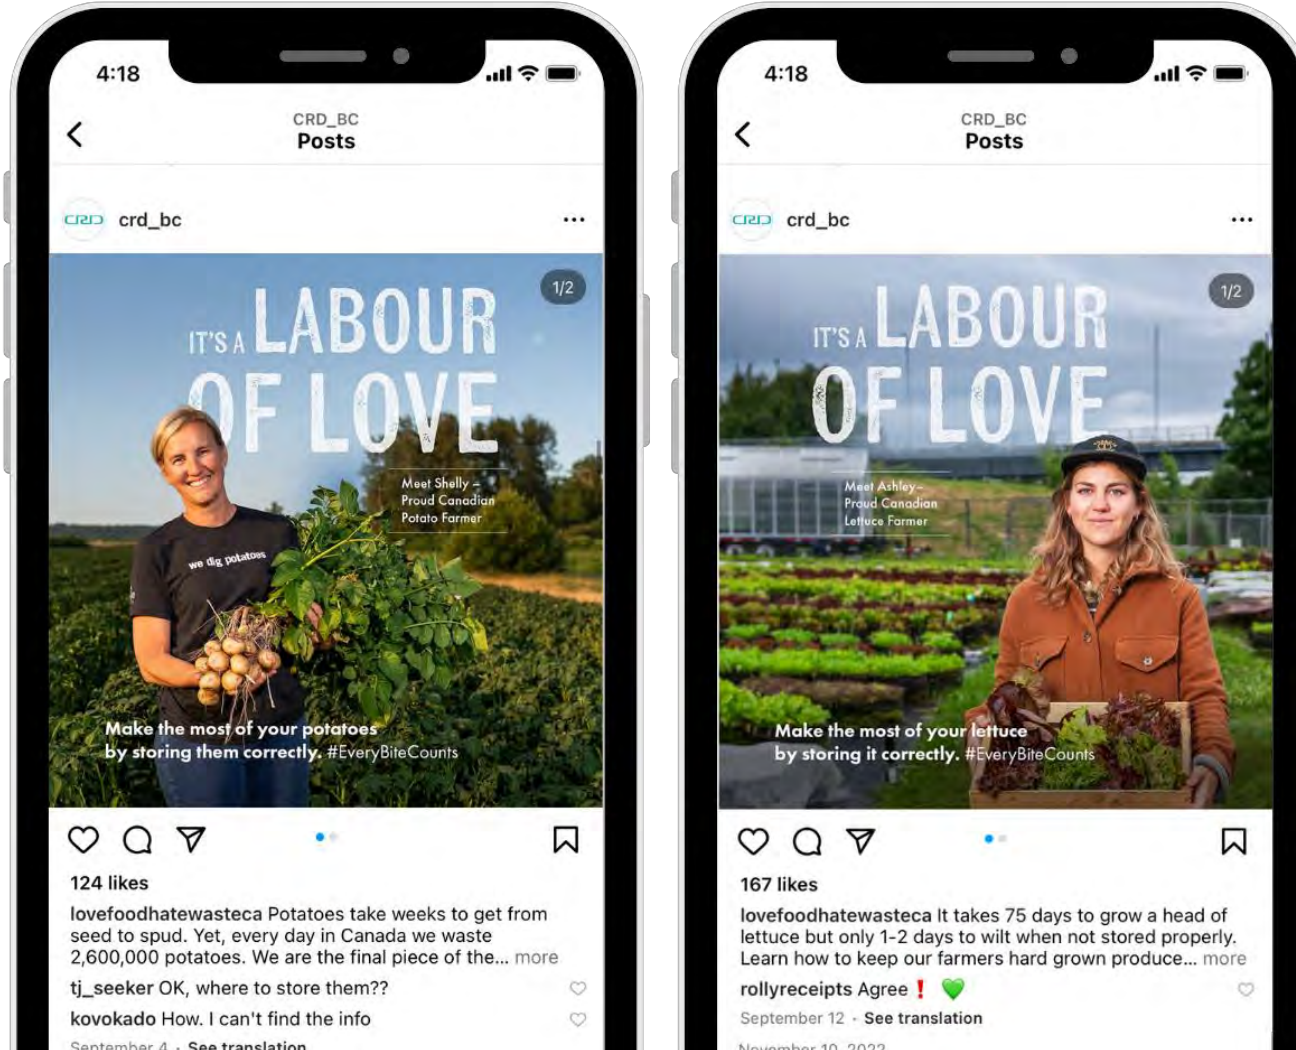 4:18
CRD_BC
Posts
CRD crd_bc
1/2
IT'S A LABOUR
OF LOVE
Meet Shelly –
Proud Canadian
Potato Farmer
we dig potatoes
Make the most of your potatoes
by storing them correctly. #EveryBiteCounts
124 likes
lovefoodhatewasteca Potatoes take weeks to get from
seed to spud. Yet, every day in Canada we waste
2,600,000 potatoes. We are the final piece of the... more
tj_seeker OK, where to store them??
kovokado How. I can't find the info
September 4 · See translation
4:18
CRD_BC
Posts
CRD crd_bc
1/2
IT'S A LABOUR
OF LOVE
Meet Ashley–
Proud Canadian
Lettuce Farmer
Make the most of your lettuce
by storing it correctly. #EveryBiteCounts
167 likes
lovefoodhatewasteca It takes 75 days to grow a head of
lettuce but only 1-2 days to wilt when not stored properly.
Learn how to keep our farmers hard grown produce... more
rollyreceipts Agree❗ 💚
September 12 · See translation
November 10, 2022